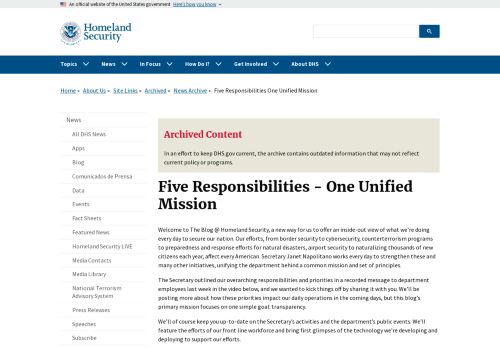 An official website of the United States government Here's how you know
Homeland
Security
Topics News In Focus How Do I? Get Involved About DHS
Home About Us Site Links Archived News Archive Five Responsibilities One Unified Mission
News
All DHS News
Apps
Blog
Comunicados de Prensa
Data
Events
Fact Sheets
Featured News
Homeland Security LIVE
Media Contacts
Media Library
National Terrorism
Advisory System
Press Releases
Speeches
Subscribe
Archived Content
In an effort to keep DHS.gov current, the archive contains outdated information that may not reflect
current policy or programs.
Five Responsibilities - One Unified
Mission
Welcome to The Blog @ Homeland Security, a new way for us to offer an inside-out view of what we're doing
every day to secure our nation. Our efforts, from border security to cybersecurity, counterterrorism programs
to preparedness and response efforts for natural disasters, airport security to naturalizing thousands of new
citizens each year, affect every American. Secretary Janet Napolitano works every day to strengthen these and
many other initiatives, unifying the department behind a common mission and set of principles.
The Secretary outlined our overarching responsibilities and priorities in a recorded message to department
employees last week in the video below, and we wanted to kick things off by sharing it with you. We'll be
posting more about how these priorities impact our daily operations in the coming days, but this blog's
primary mission focuses on one simple goal transparency.
We'll of course keep you up-to-date on the Secretary's activities and the department's public events. We'll
feature the efforts of our front line workforce and bring first glimpses of the technology we're developing and
deploying to support our efforts.